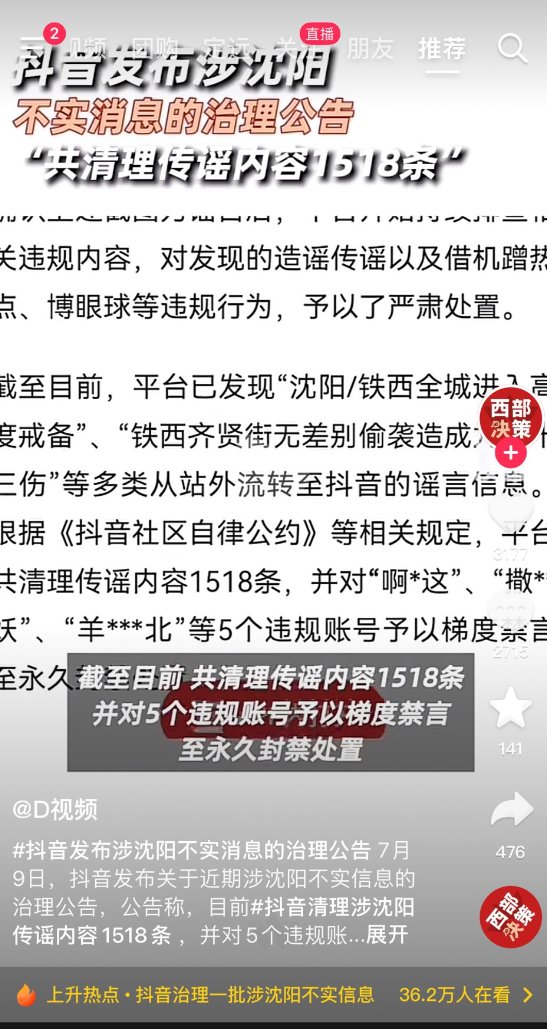 2
直播
视频 团购 定远 关注 朋友 推荐
抖音发布涉沈阳
不实消息的治理公告
“共清理传谣内容1518条”
关违规内容，对发现的造谣传谣以及借机蹭热
点、博眼球等违规行为，予以了严肃处置。
截至目前，平台已发现“沈阳/铁西全城进入高
度戒备”、“铁西齐贤街无差别偷袭造成
三伤”等多类从站外流转至抖音的谣言信息。
根据《抖音社区自律公约》等相关规定，平台
共清理传谣内容1518条，并对“啊*这”、“撒*
妖”、“羊***北”等5个违规账号予以梯度禁言
至永久
西部
决策
3177
2715
141
476
截至目前 共清理传谣内容1518条
并对5个违规账号予以梯度禁言
至永久封禁处置
@D视频
#抖音发布涉沈阳不实消息的治理公告 7月
9日，抖音发布关于近期涉沈阳不实信息的
治理公告，公告称，目前#抖音清理涉沈阳
传谣内容1518条 ，并对5个违规账...展开
西部决策
上升热点 · 抖音治理一批涉沈阳不实信息 36.2万人在看